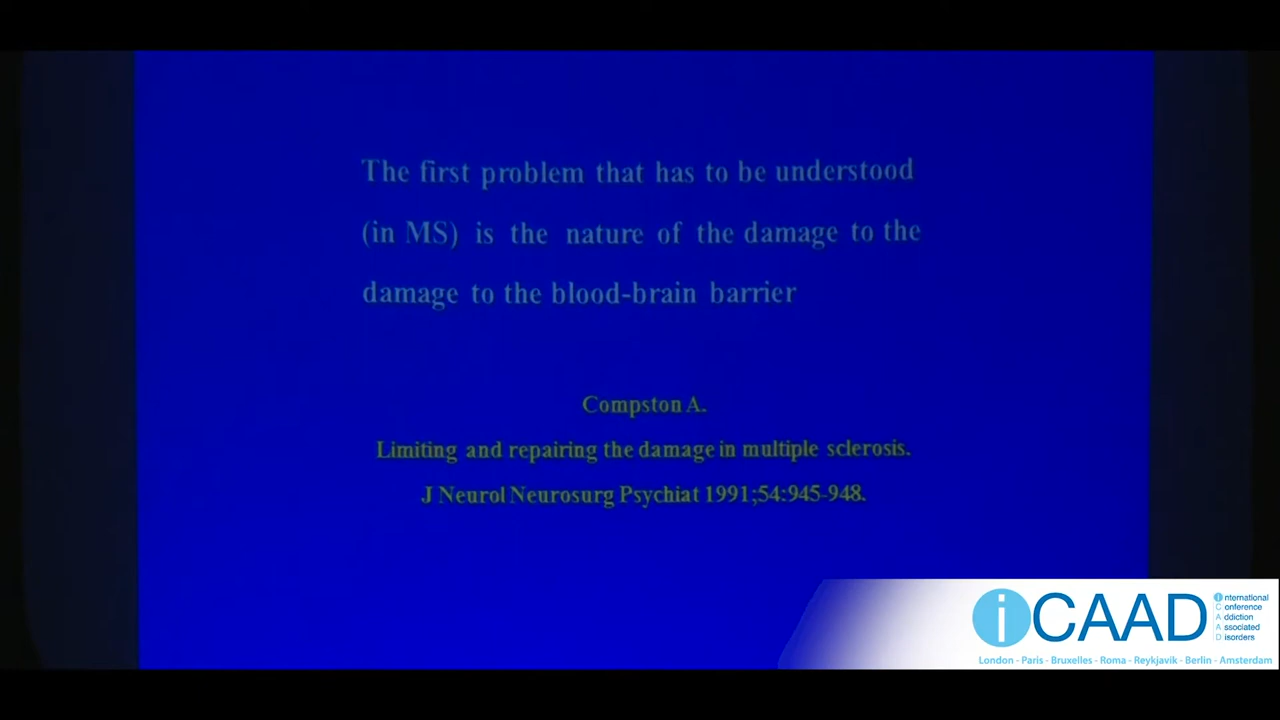 The first problem that has to be understood
(in MS) is the nature of the damage to the
damage to the blood-brain barrier
Compston A.
Limiting and repairing the damage in multiple sclerosis.
J Neurol Neurosurg Psychiat 1991;54:945-948.
iCAAD
international
Conference
Addiction
Associated
Disorders
London - Paris - Bruxelles - Roma - Reykjavik - Berlin - Amsterdam